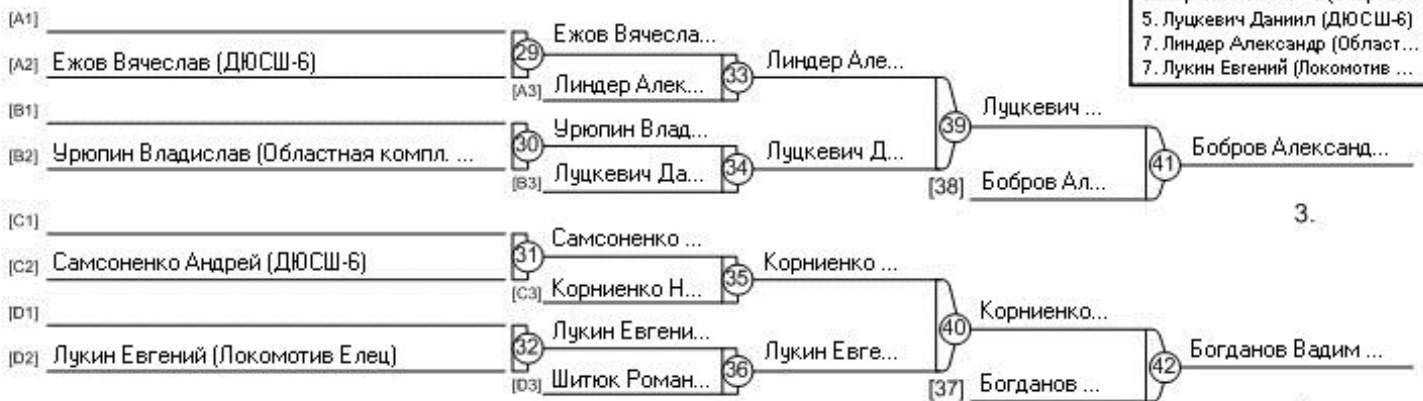 5. Луцкевич Даниил (ДЮСШ-6)
7. Линдер Александр (Област...
7. Лукин Евгений (Локомотив ...
[A1]
[A2] Ежов Вячеслав (ДЮСШ-6)
[B1]
[B2] Урюпин Владислав (Областная компл. ...
[C1]
[C2] Самсоненко Андрей (ДЮСШ-6)
[D1]
[D2] Лукин Евгений (Локомотив Елец)
29
Ежов Вячесла...
[A3] Линдер Алек...
30
Урюпин Влад...
[B3] Луцкевич Да...
31
Самсоненко ...
[C3] Корниенко Н...
32
Лукин Евгени...
[D3] Шитюк Роман...
33
Линдер Але...
34
Луцкевич Д...
35
Корниенко ...
36
Лукин Евге...
39
Луцкевич ...
[38] Бобров Ал...
40
Корниенко...
[37] Богданов ...
41
Бобров Александ...
3.
42
Богданов Вадим ...